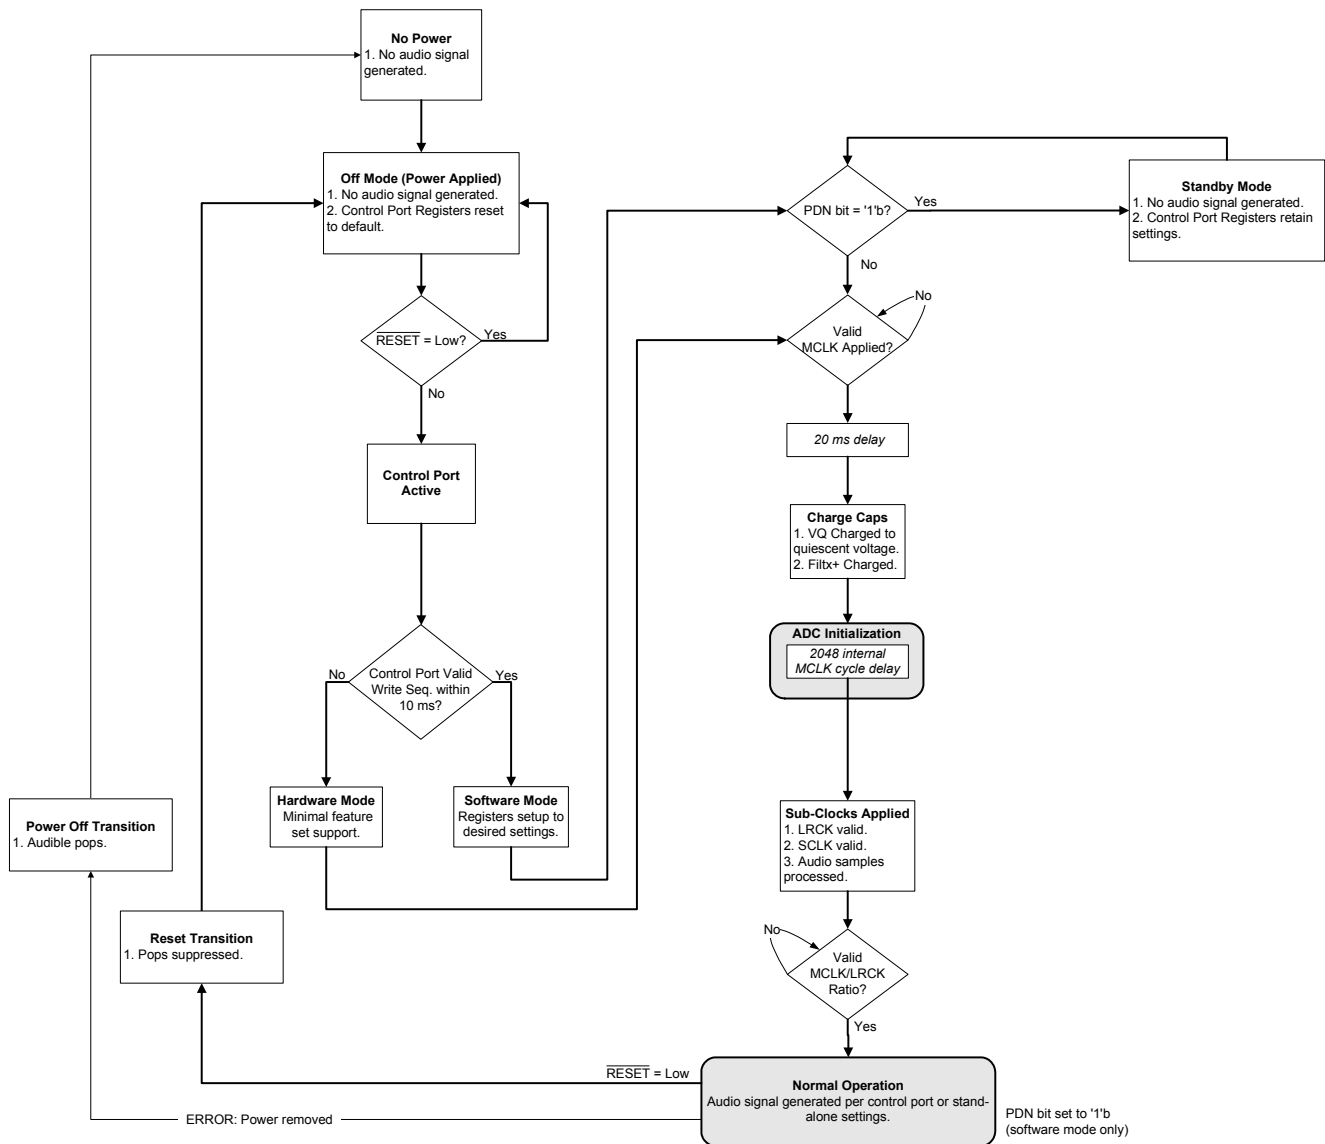 No Power
1. No audio signal
generated.
Off Mode (Power Applied)
1. No audio signal generated.
2. Control Port Registers reset
to default.
RESET = Low?
Yes
No
Control Port
Active
Control Port Valid
Write Seq. within
10 ms?
No
Yes
Hardware Mode
Minimal feature
set support.
Software Mode
Registers setup to
desired settings.
Power Off Transition
1. Audible pops.
Reset Transition
1. Pops suppressed.
PDN bit = '1'b?
Yes
No
Standby Mode
1. No audio signal generated.
2. Control Port Registers retain
settings.
Valid
MCLK Applied?
No
20 ms delay
Charge Caps
1. VQ Charged to
quiescent voltage.
2. Filtx+ Charged.
ADC Initialization
2048 internal
MCLK cycle delay
Sub-Clocks Applied
1. LRCK valid.
2. SCLK valid.
3. Audio samples
processed.
No
Valid
MCLK/LRCK
Ratio?
Yes
RESET = Low
ERROR: Power removed
Normal Operation
Audio signal generated per control port or stand-
alone settings.
PDN bit set to '1'b
(software mode only)